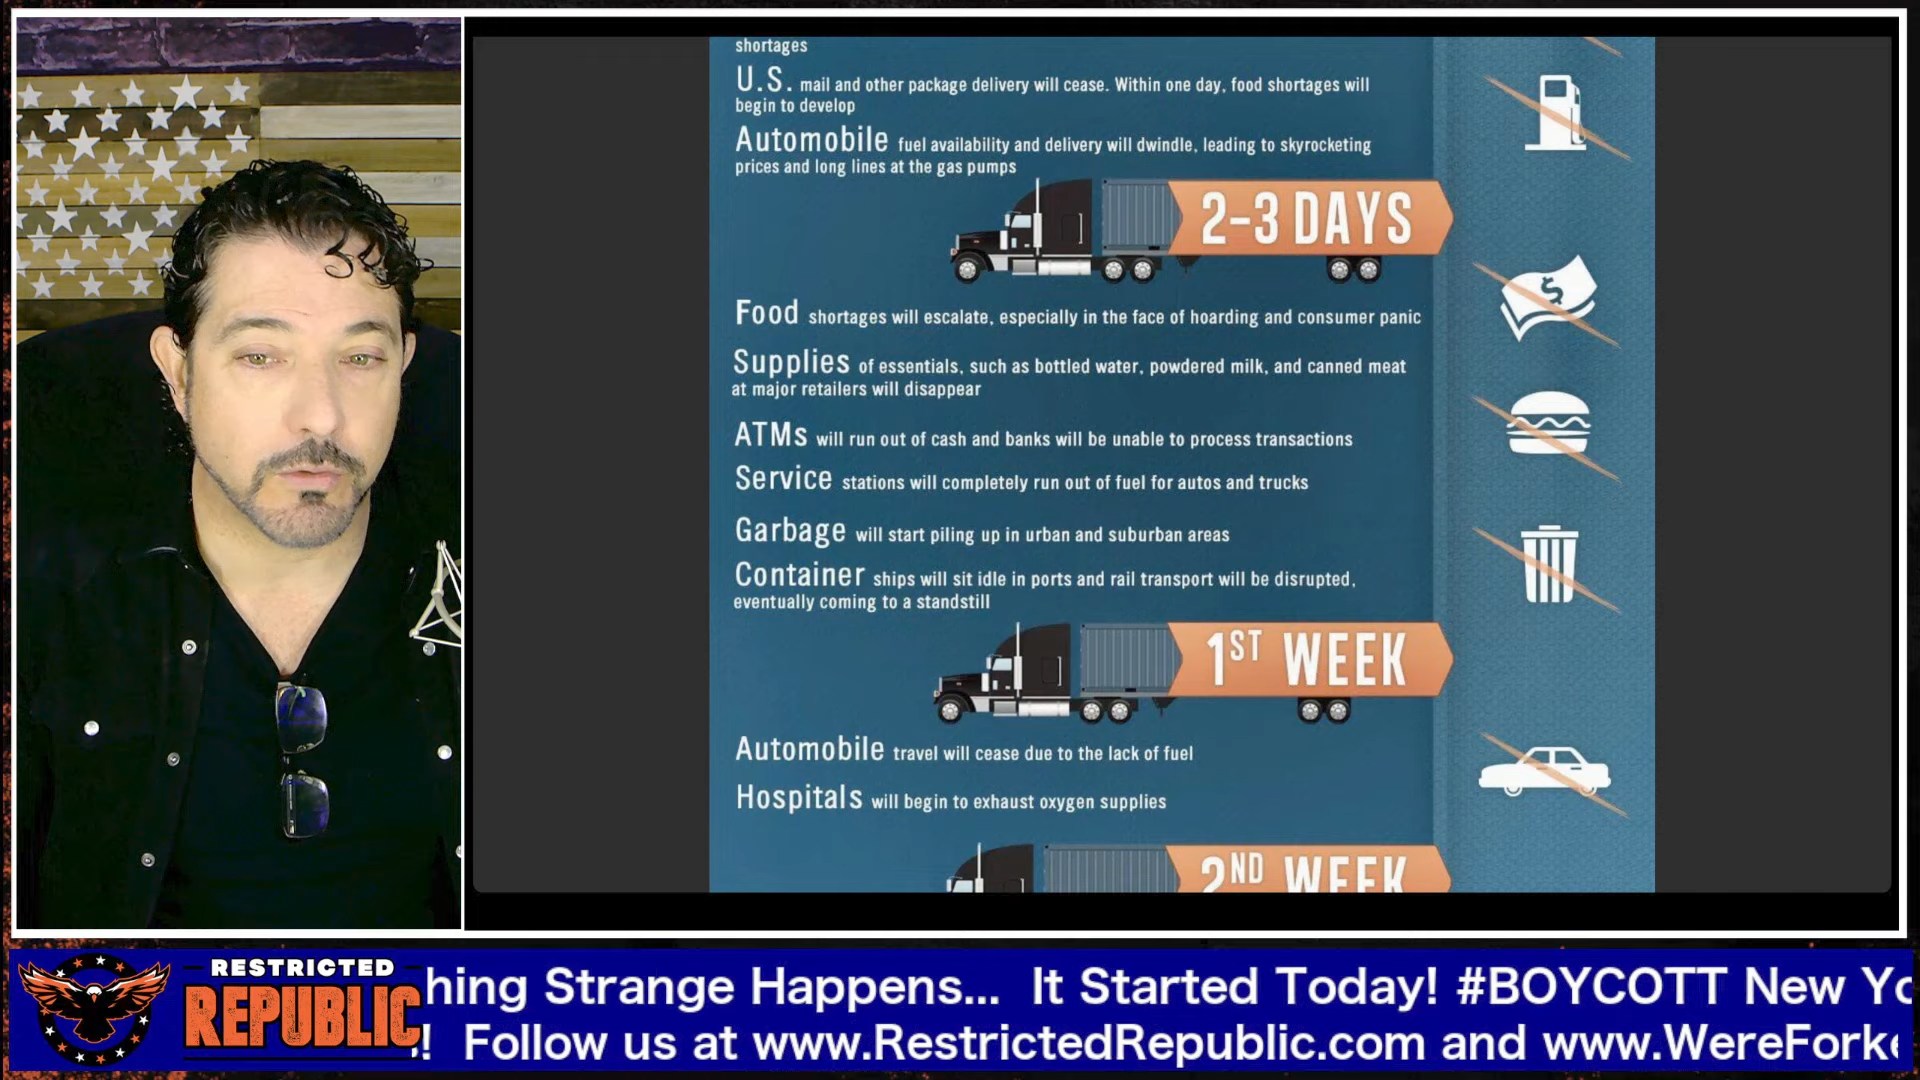 shortages
U.S. mail and other package delivery will cease. Within one day, food shortages will
begin to develop
Automobile fuel availability and delivery will dwindle, leading to skyrocketing
prices and long lines at the gas pumps
2-3 DAYS
Food shortages will escalate, especially in the face of hoarding and consumer panic
Supplies of essentials, such as bottled water, powdered milk, and canned meat
at major retailers will disappear
ATMs will run out of cash and banks will be unable to process transactions
Service stations will completely run out of fuel for autos and trucks
Garbage will start piling up in urban and suburban areas
Container ships will sit idle in ports and rail transport will be disrupted,
eventually coming to a standstill
1ST WEEK
Automobile travel will cease due to the lack of fuel
Hospitals will begin to exhaust oxygen supplies
2ND WEEK
RESTRICTED
REPUBLIC
hing Strange Happens... It Started Today! #BOYCOTT New Yo
! Follow us at www.RestrictedRepublic.com and www.WereForke